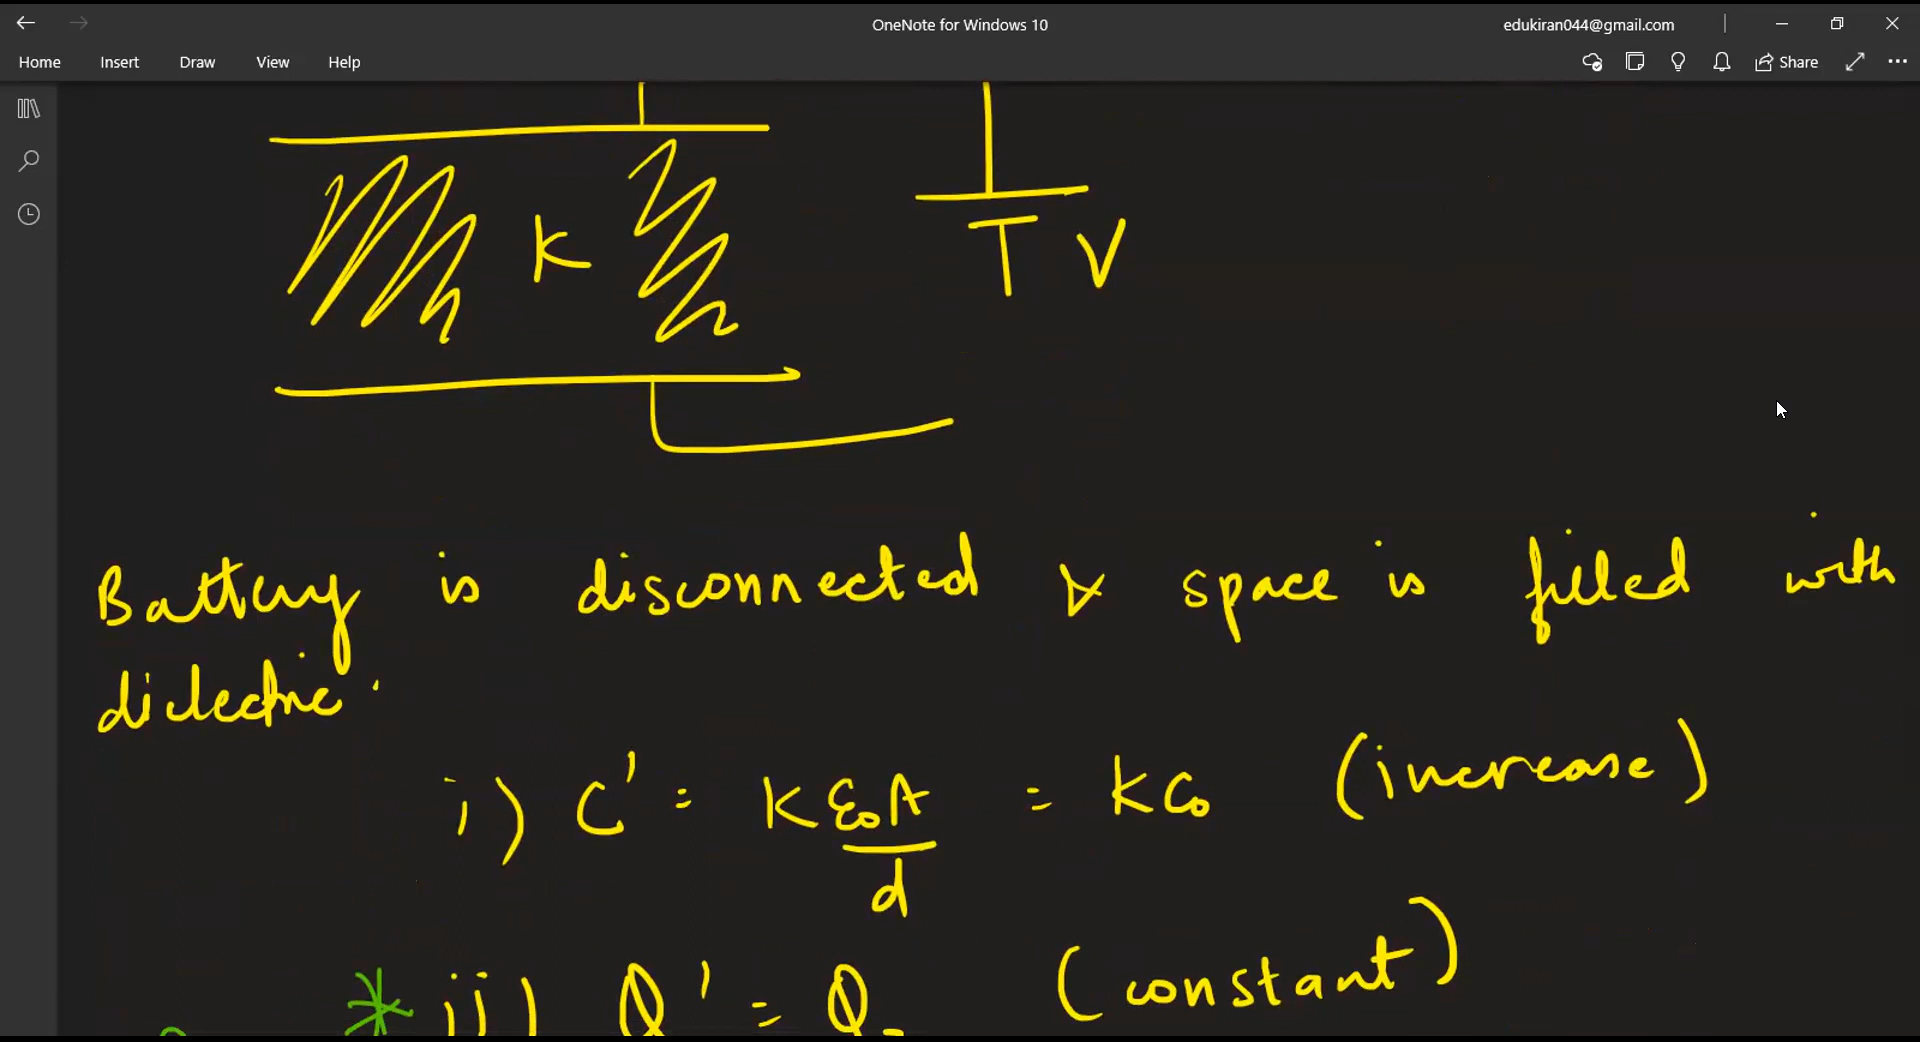 OneNote for Windows 10
edukiran044@gmail.com
Home Insert Draw View Help
Share
K
V
Battery is disconnected & space is filled with
dielectric.
i) C' = Kε₀A/d = KC₀ (increase)
* ii) Q' = Q₀ (constant)